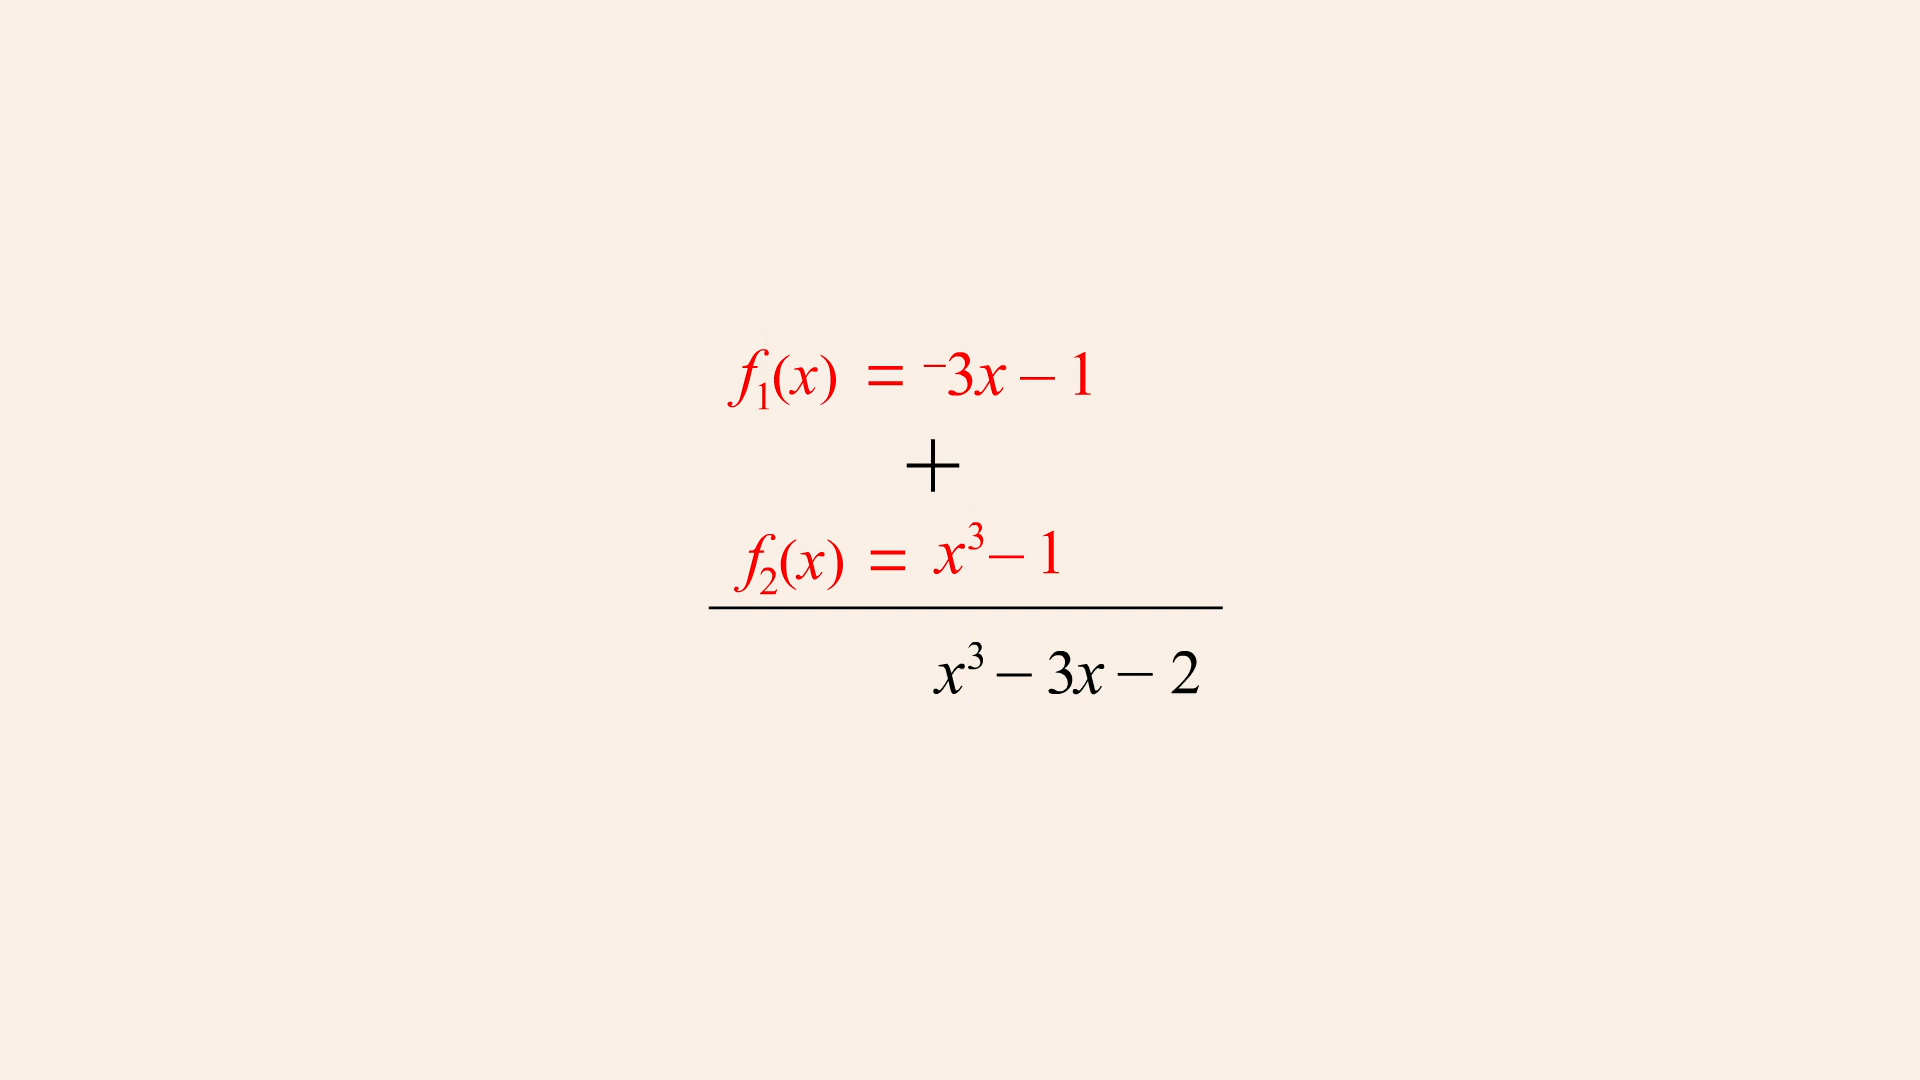 f₁(x) = ⁻3x − 1
+
f₂(x) = x³− 1
x³ − 3x − 2